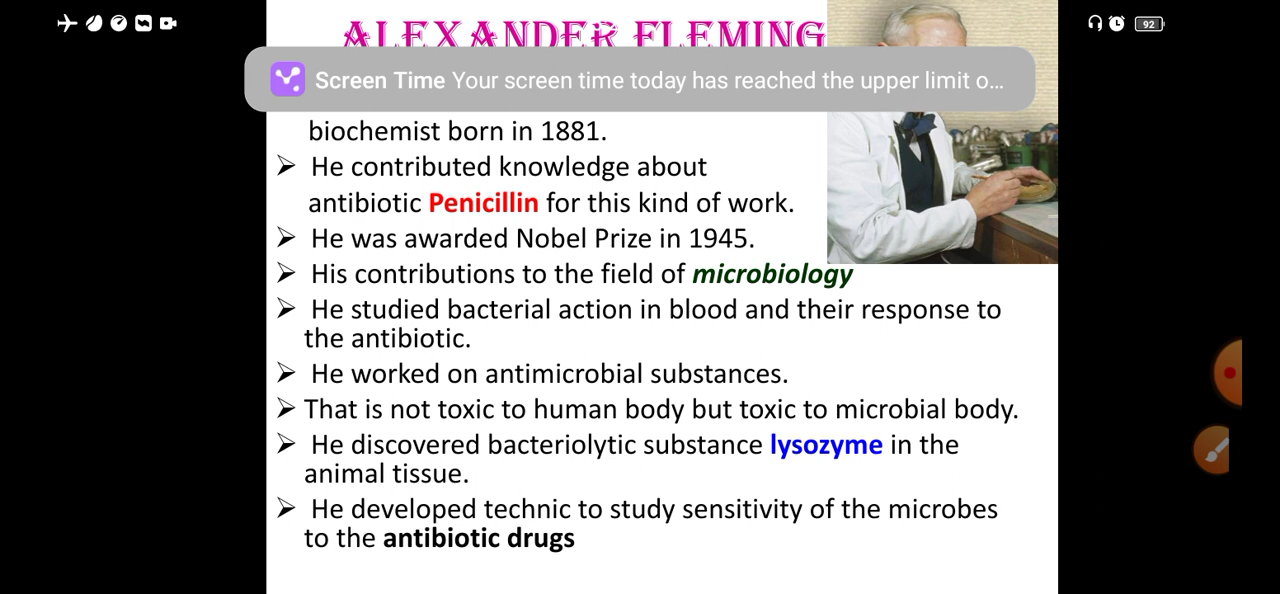 92
ALEXANDER FLEMING
Screen Time Your screen time today has reached the upper limit o...
biochemist born in 1881.
➢ He contributed knowledge about
antibiotic Penicillin for this kind of work.
➢ He was awarded Nobel Prize in 1945.
➢ His contributions to the field of microbiology
➢ He studied bacterial action in blood and their response to
the antibiotic.
➢ He worked on antimicrobial substances.
➢ That is not toxic to human body but toxic to microbial body.
➢ He discovered bacteriolytic substance lysozyme in the
animal tissue.
➢ He developed technic to study sensitivity of the microbes
to the antibiotic drugs